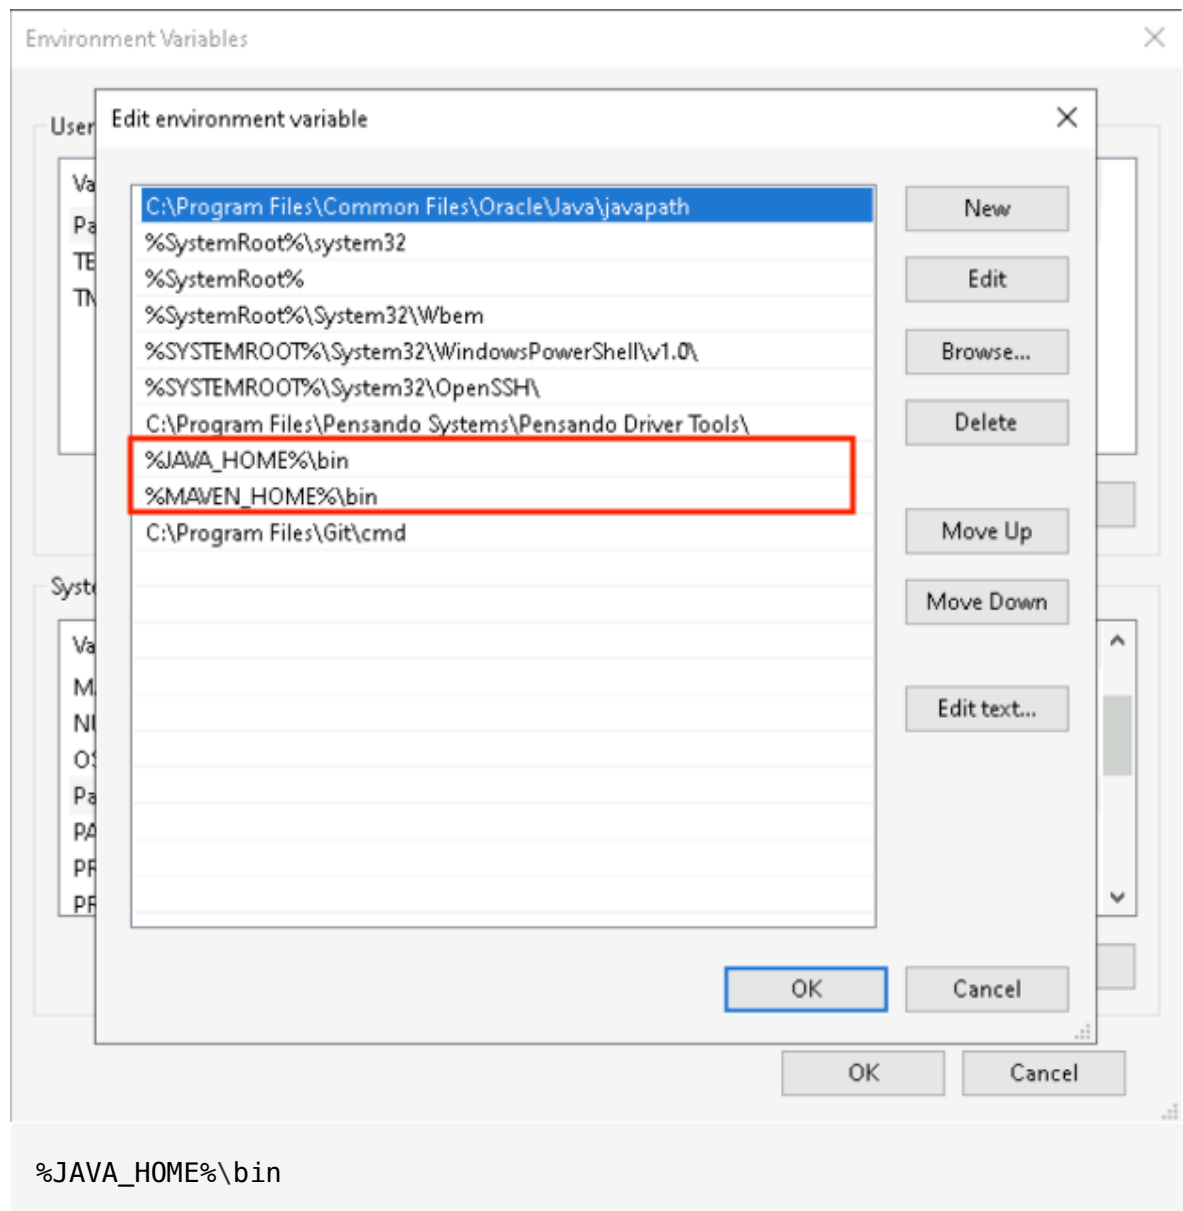 Environment Variables
Edit environment variable
User
Va
Pa
TE
C:\Program Files\Common Files\Oracle\Java\javapath
%SystemRoot%\system32
%SystemRoot%
%SystemRoot%\System32\Wbem
%SYSTEMROOT%\System32\WindowsPowerShell\v1.0\
%SYSTEMROOT%\System32\OpenSSH\
C:\Program Files\Pensando Systems\Pensando Driver Tools\
%JAVA_HOME%\bin
%MAVEN_HOME%\bin
C:\Program Files\Git\cmd
New
Edit
Browse...
Delete
Move Up
Move Down
Edit text...
Syste
Va
OS
Pa
PA
PR
PR
OK
Cancel
OK
Cancel
%JAVA_HOME%\bin